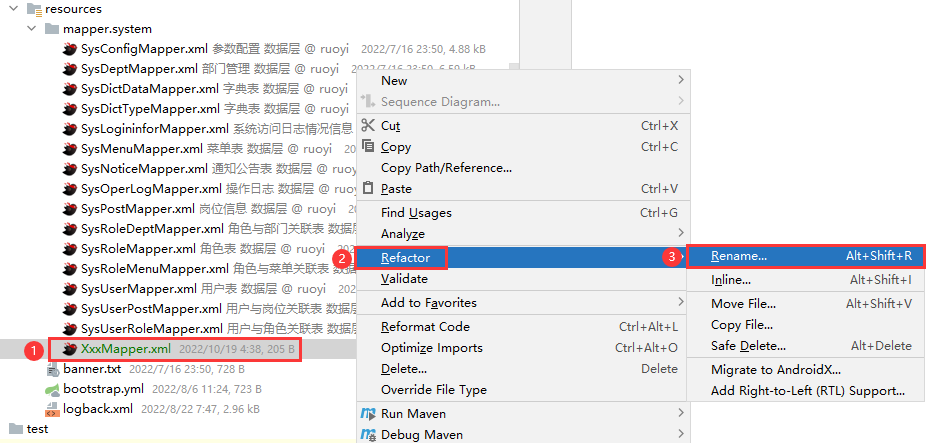 resources
mapper.system
SysConfigMapper.xml 参数配置 数据层 @ ruoyi 2022/7/16 23:50, 4.88 kB
SysDeptMapper.xml 部门管理 数据层 @ ruoyi 2022/7/16 23:50, 6.59 kB
SysDictDataMapper.xml 字典表 数据层 @ ruoyi
SysDictTypeMapper.xml 字典表 数据层 @ ruoyi
SysLogininforMapper.xml 系统访问日志情况信息
SysMenuMapper.xml 菜单表 数据层 @ ruoyi
SysNoticeMapper.xml 通知公告表 数据层 @ ruoyi
SysOperLogMapper.xml 操作日志 数据层 @ ruoyi
SysPostMapper.xml 岗位信息 数据层 @ ruoyi
SysRoleDeptMapper.xml 角色与部门关联表 数据层
SysRoleMapper.xml 角色表 数据层 @ ruoyi
SysRoleMenuMapper.xml 角色与菜单关联表 数据层
SysUserMapper.xml 用户表 数据层 @ ruoyi
SysUserPostMapper.xml 用户与岗位关联表 数据层
SysUserRoleMapper.xml 用户与角色关联表 数据层
1 XxxMapper.xml 2022/10/19 4:38, 205 B
banner.txt 2022/7/16 23:50, 728 B
bootstrap.yml 2022/8/6 11:24, 723 B
logback.xml 2022/8/22 7:47, 2.96 kB
test
New
Sequence Diagram...
Cut Ctrl+X
Copy Ctrl+C
Copy Path/Reference...
Paste Ctrl+V
Find Usages Ctrl+G
Analyze
2 Refactor
Validate
Add to Favorites
Reformat Code Ctrl+Alt+L
Optimize Imports Ctrl+Alt+O
Delete... Delete
Override File Type
Run Maven
Debug Maven
3 Rename... Alt+Shift+R
Inline... Alt+Shift+I
Move File... Alt+Shift+V
Copy File...
Safe Delete... Alt+Delete
Migrate to AndroidX...
Add Right-to-Left (RTL) Support...